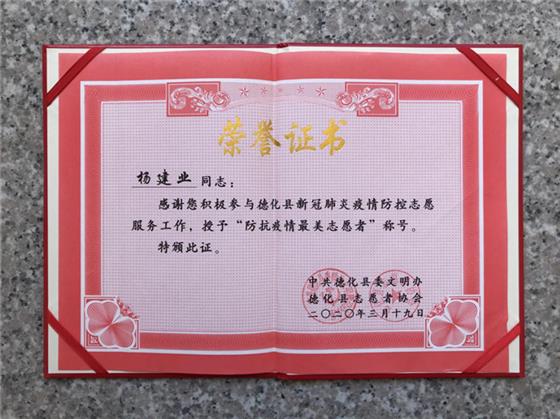 荣誉证书
杨建业 同志：
感谢您积极参与德化县新冠肺炎疫情防控志愿
服务工作，授予“防抗疫情最美志愿者”称号。
特颁此证。
中共德化县委文明办
德化县志愿者协会
二〇二〇年三月十九日